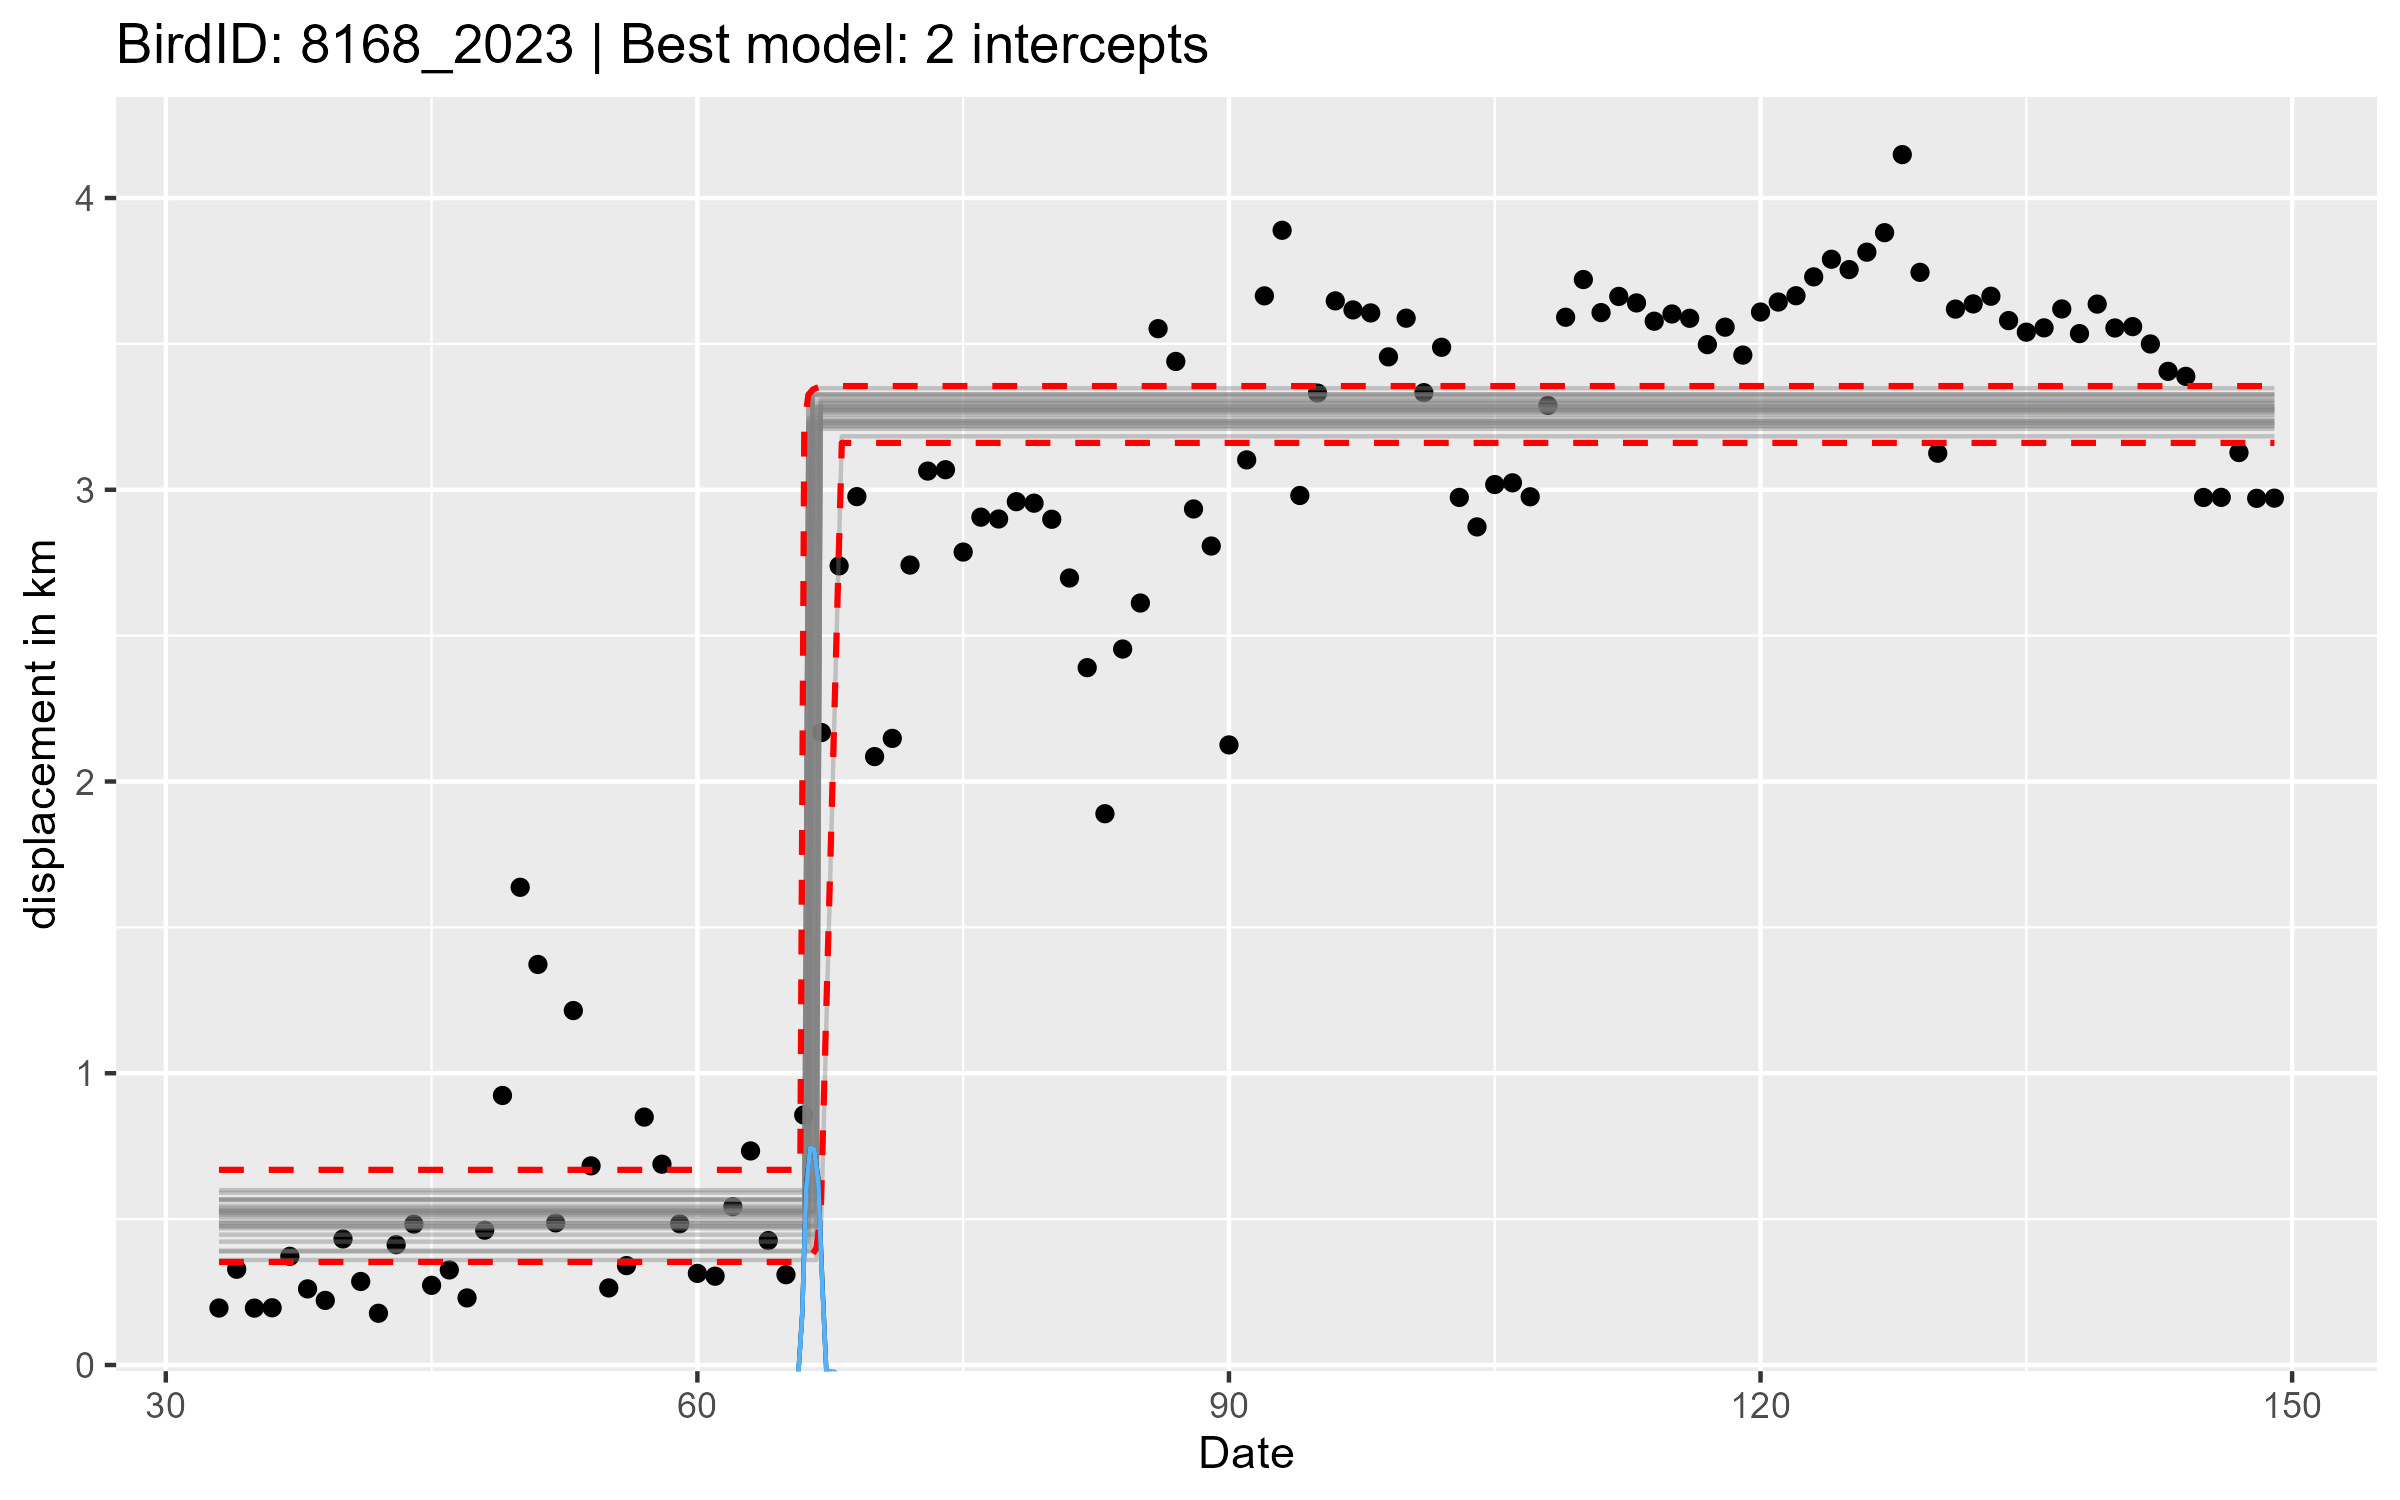 BirdID: 8168_2023 | Best model: 2 intercepts
4
3
2
1
0
displacement in km
30 60 90 120 150
Date